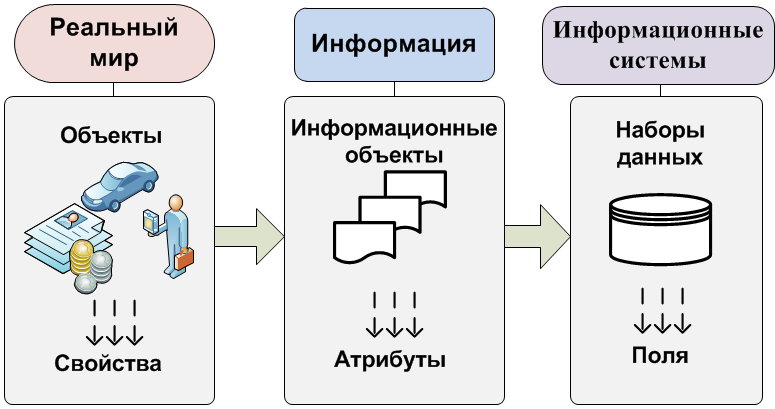 Реальный
мир
Информация
Информационные
системы
Объекты
Свойства
Информационные
объекты
Атрибуты
Наборы
данных
Поля